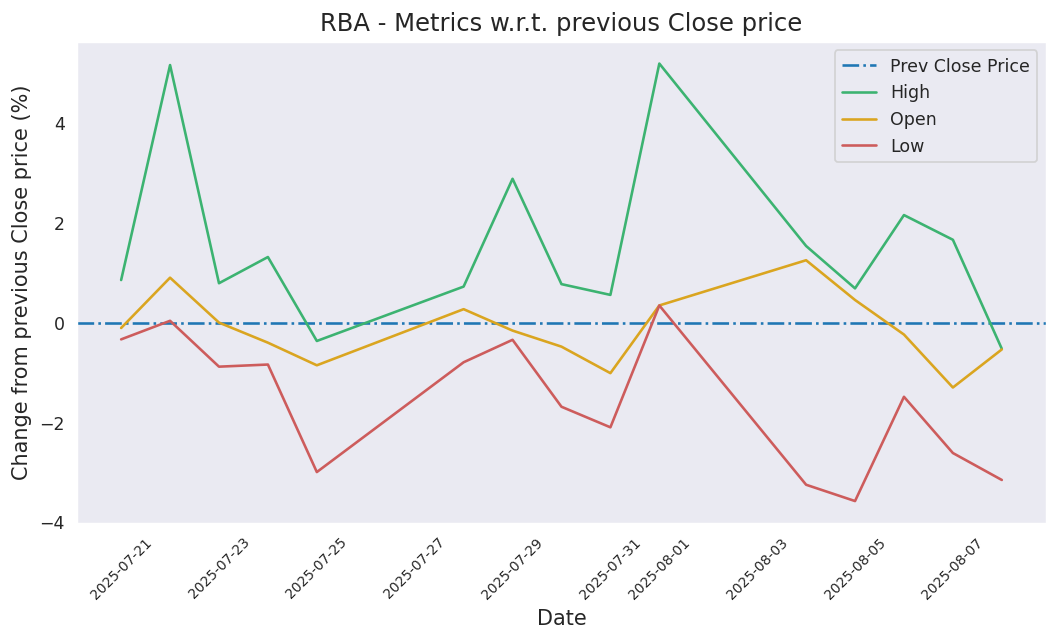 RBA - Metrics w.r.t. previous Close price
Change from previous Close price (%)
Prev Close Price
High
Open
Low
4
2
0
−2
−4
2025-07-21
2025-07-23
2025-07-25
2025-07-27
2025-07-29
2025-07-31
2025-08-01
2025-08-03
2025-08-05
2025-08-07
Date